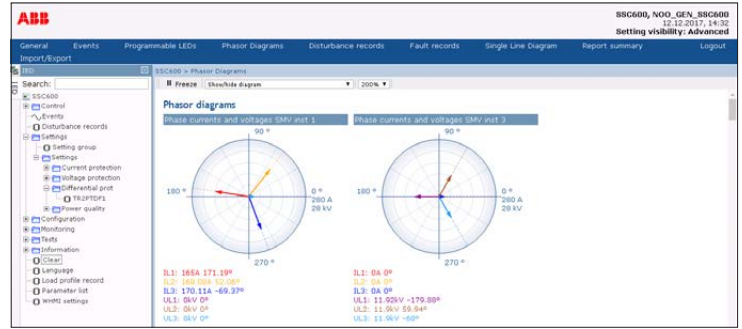 ABB
SSC600, NOO_GEN_SSC600
12.12.2017, 14:32
Setting visibility: Advanced
General Events Programmable LEDs Phasor Diagrams Disturbance records Fault records Single Line Diagram Report summary Logout
Import/Export
IED
SSC600 > Phasor Diagrams
IED
Search:
Freeze Show/hide diagram 200%
SSC600
Control
Events
Disturbance records
Settings
Setting group
Settings
Current protection
Voltage protection
Differential prot
TR2PTDF1
Power quality
Configuration
Monitoring
Tests
Information
Clear
Language
Load profile record
Parameter list
WHMI settings
Phasor diagrams
Phase currents and voltages SMV inst 1
90 °
180 °
0 °
280 A
28 kV
270 °
IL1: 165A 171.19°
IL3: 170.11A -69.37°
UL1: 0kV 0°
UL2: 0kV 0°
UL3: 0kV 0°
Phase currents and voltages SMV inst 3
90 °
180 °
0 °
280 A
28 kV
270 °
IL1: 0A 0°
IL2: 0A 0°
IL3: 0A 0°
UL1: 11.92kV -179.88°
UL2: 11.9kV 59.94°
UL3: 11.9kV -60°